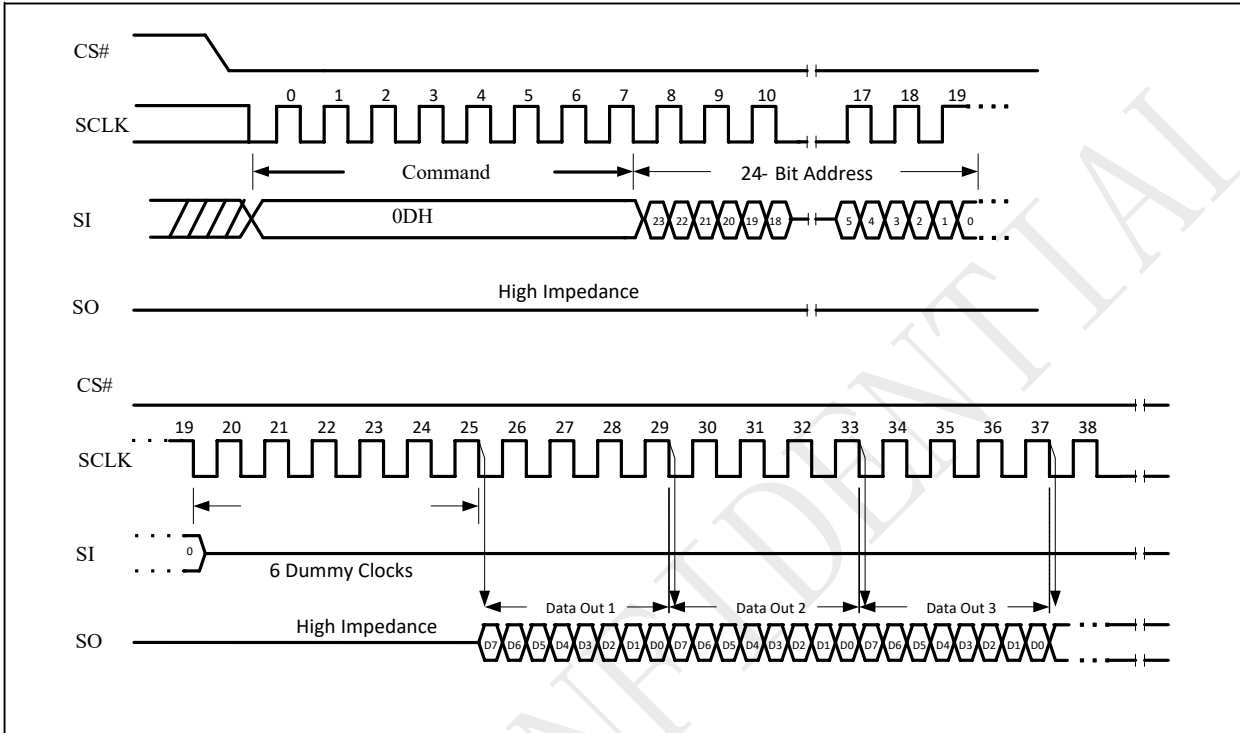 CS#
0 1 2 3 4 5 6 7 8 9 10 17 18 19
SCLK
Command 24- Bit Address
SI 0DH 23 22 21 20 19 18 5 4 3 2 1 0
High Impedance
SO
CS#
19 20 21 22 23 24 25 26 27 28 29 30 31 32 33 34 35 36 37 38
SCLK
SI 0
6 Dummy Clocks
Data Out 1 Data Out 2 Data Out 3
High Impedance
SO D7 D6 D5 D4 D3 D2 D1 D0 D7 D6 D5 D4 D3 D2 D1 D0 D7 D6 D5 D4 D3 D2 D1 D0
NFIDENTIAL